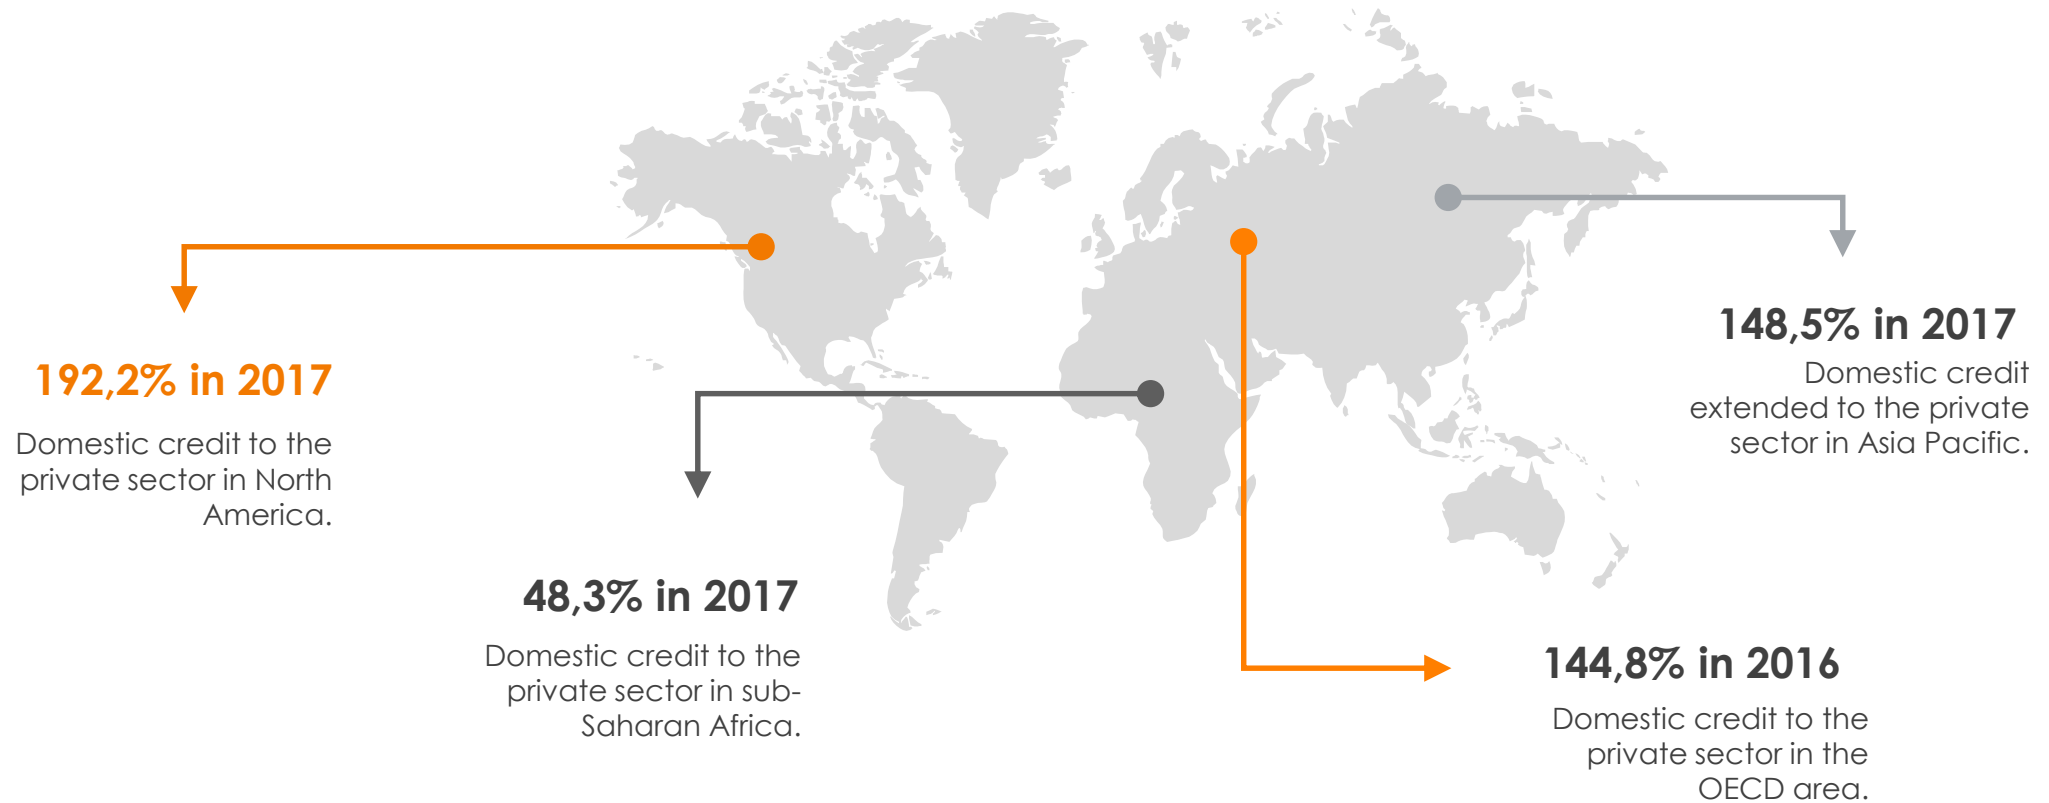 192,2% in 2017
Domestic credit to the
private sector in North
America.
48,3% in 2017
Domestic credit to the
private sector in sub-
Saharan Africa.
148,5% in 2017
Domestic credit
extended to the private
sector in Asia Pacific.
144,8% in 2016
Domestic credit to the
private sector in the
OECD area.